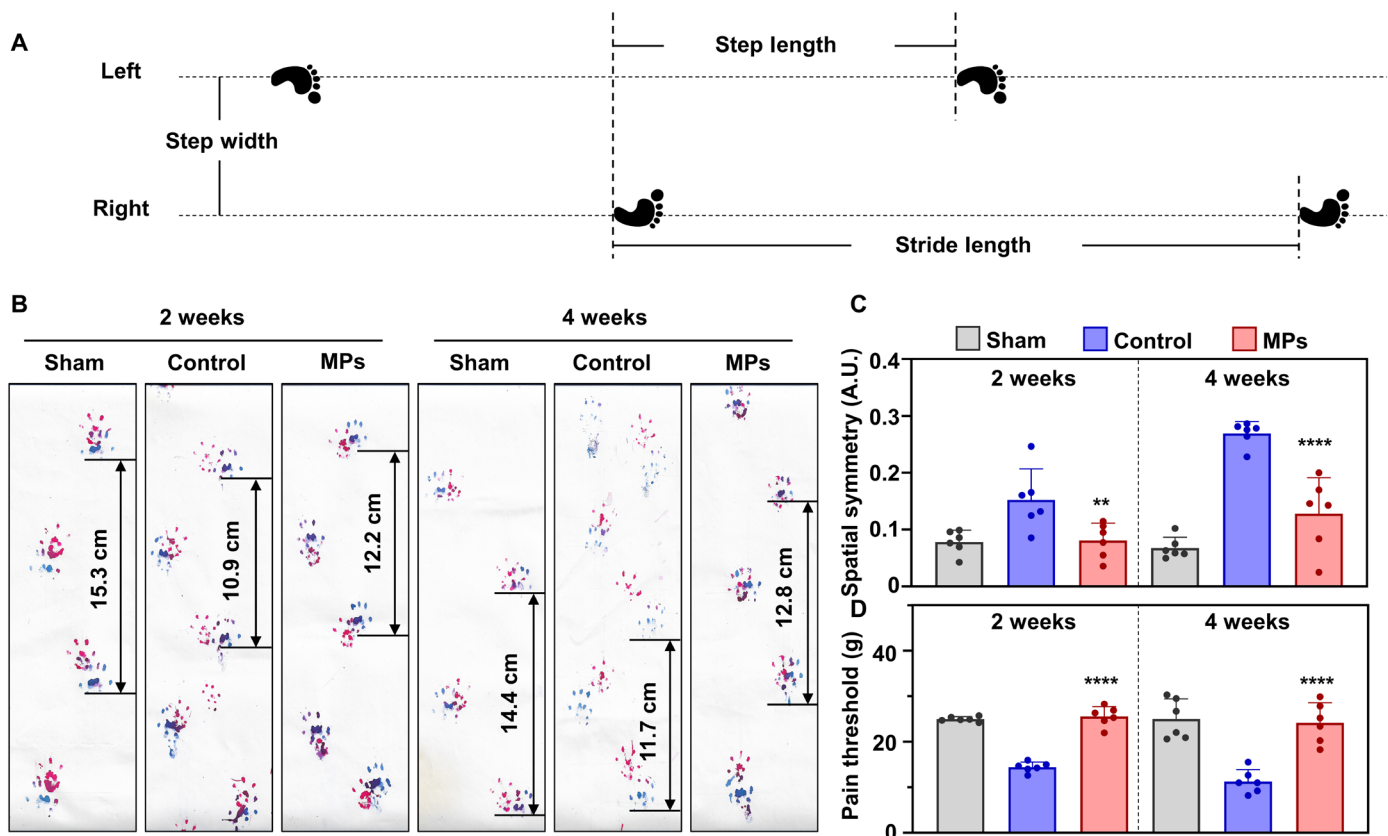 A
Step length
Left
Step width
Right
Stride length
B
2 weeks
4 weeks
Sham
Control
MPs
Sham
Control
MPs
15.3 cm
10.9 cm
12.2 cm
14.4 cm
11.7 cm
12.8 cm
C
Sham
Control
MPs
Spatial symmetry (A.U.)
0.4
0.3
0.2
0.1
0
2 weeks
4 weeks
**
****
D
Pain threshold (g)
40
20
0
2 weeks
4 weeks
****
****